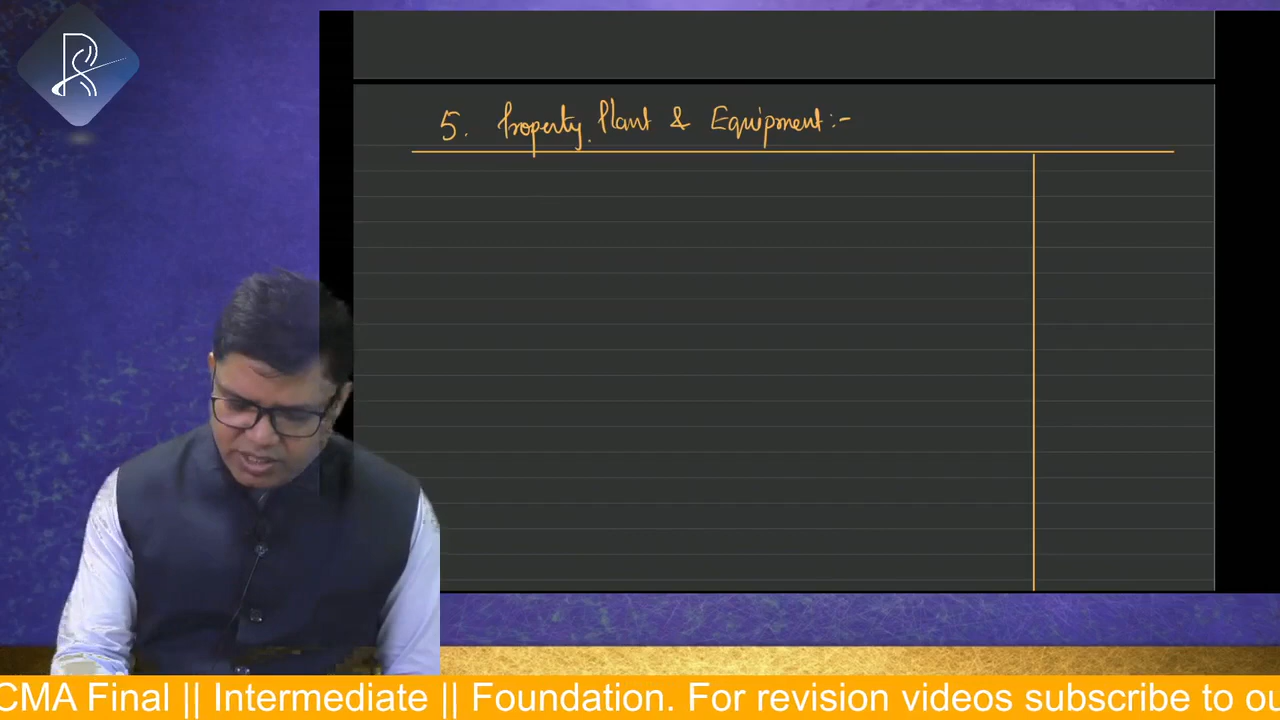 5. Property, Plant & Equipment:-
CMA Final || Intermediate || Foundation. For revision videos subscribe to ou